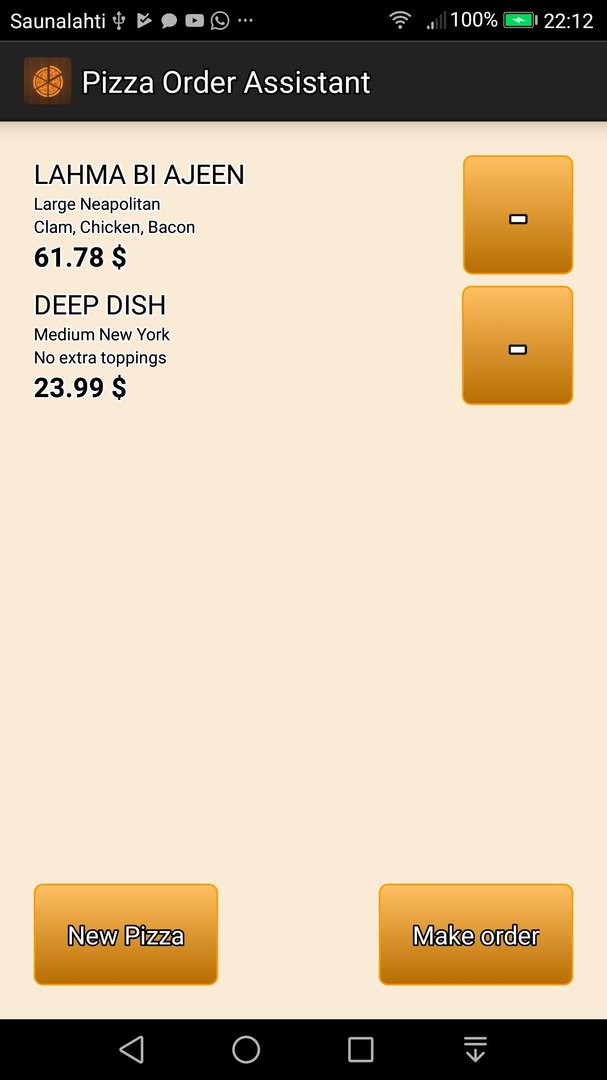 Saunalahti ... 100% 22:12
Pizza Order Assistant
LAHMA BI AJEEN
Large Neapolitan
Clam, Chicken, Bacon
61.78 $
-
DEEP DISH
Medium New York
No extra toppings
23.99 $
-
New Pizza
Make order